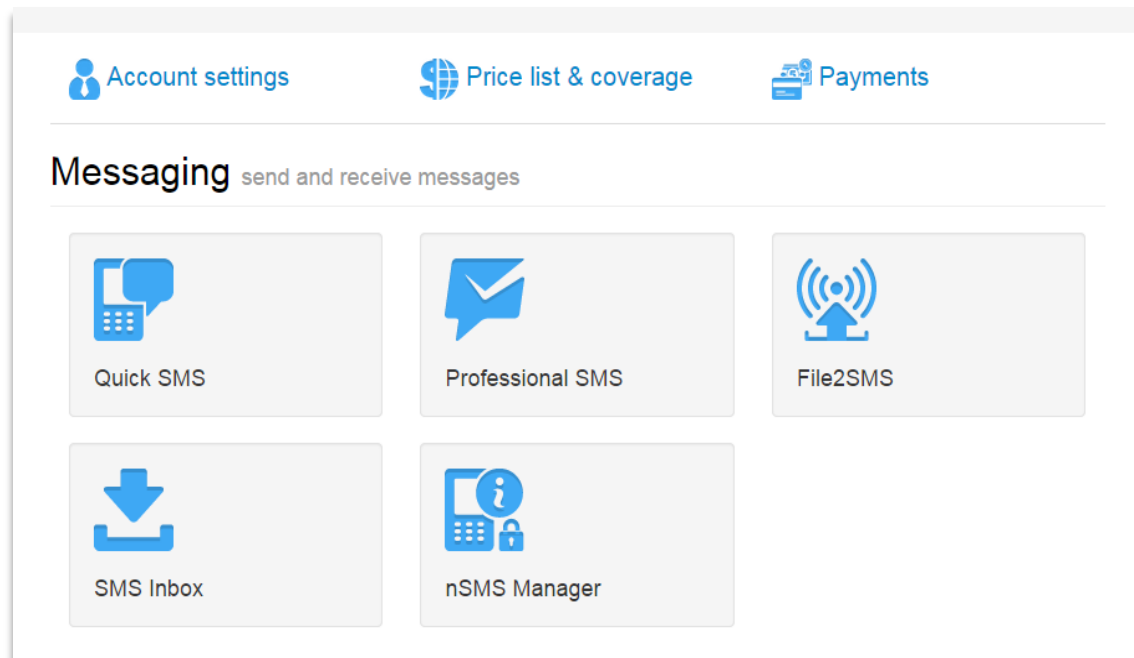 Account settings
Price list & coverage
Payments
Messaging send and receive messages
Quick SMS
Professional SMS
File2SMS
SMS Inbox
nSMS Manager